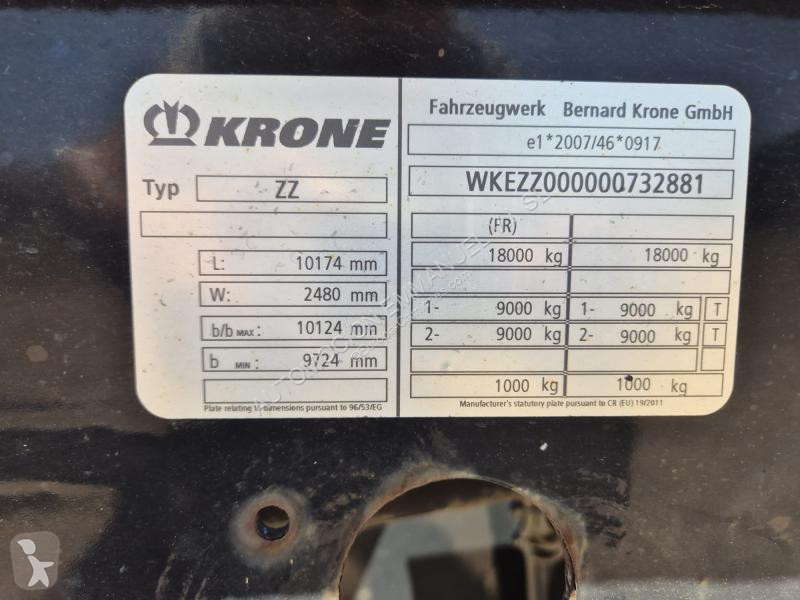 KRONE
Typ ZZ
L: 10174 mm
W: 2480 mm
b/b MAX: 10124 mm
b MIN: 9724 mm
Plate relating to dimensions pursuant to 96/53/EG
Fahrzeugwerk Bernard Krone GmbH
e1*2007/46*0917
WKEZZ000000732881
(FR)
18000 kg 18000 kg
1- 9000 kg 1- 9000 kg T
2- 9000 kg 2- 9000 kg T
1000 kg 1000 kg
Manufacturer's statutory plate pursuant to CR (EU) 19/2011